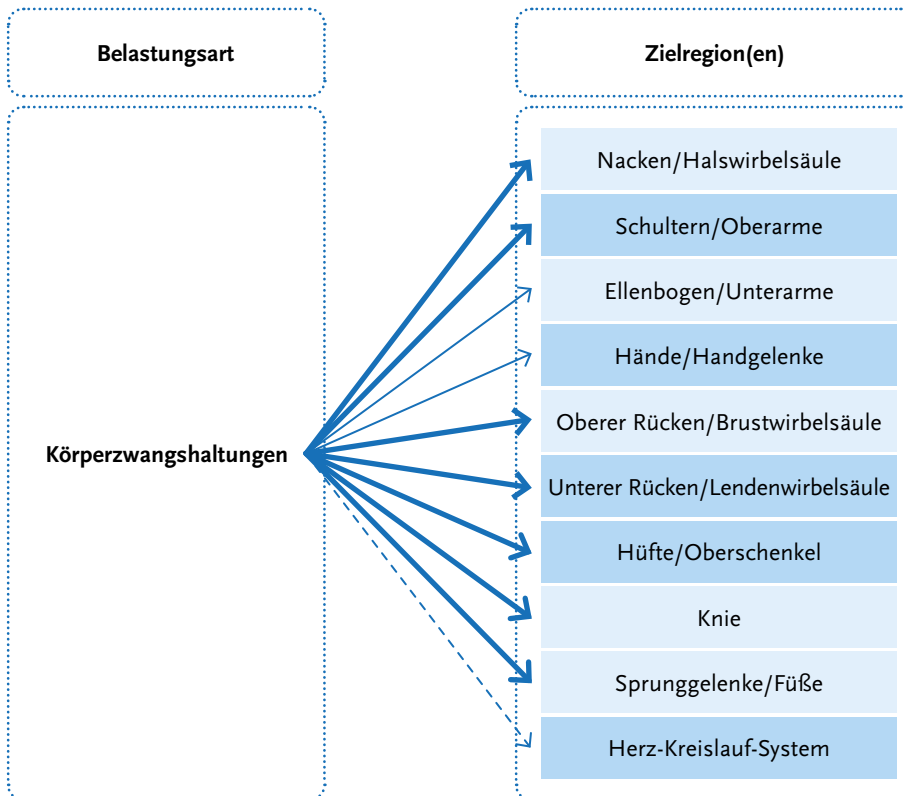 Belastungsart
Zielregion(en)
Körperzwangshaltungen
Nacken/Halswirbelsäule
Schultern/Oberarme
Ellenbogen/Unterarme
Hände/Handgelenke
Oberer Rücken/Brustwirbelsäule
Unterer Rücken/Lendenwirbelsäule
Hüfte/Oberschenkel
Knie
Sprunggelenke/Füße
Herz-Kreislauf-System